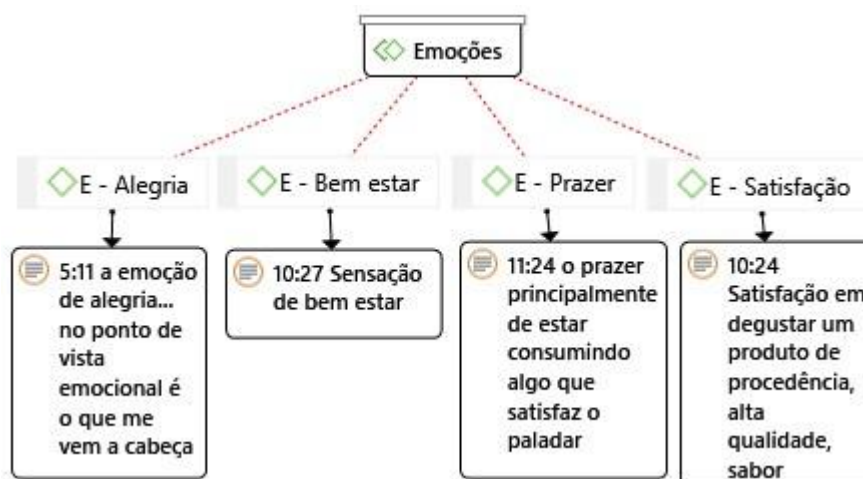 Emoções
E - Alegria
E - Bem estar
E - Prazer
E - Satisfação
5:11 a emoção
de alegria...
no ponto de
vista
emocional é
o que me
vem a cabeça
10:27 Sensação
de bem estar
11:24 o prazer
principalmente
de estar
consumindo
algo que
satisfaz o
paladar
10:24
Satisfação em
degustar um
produto de
procedência,
alta
qualidade,
sabor